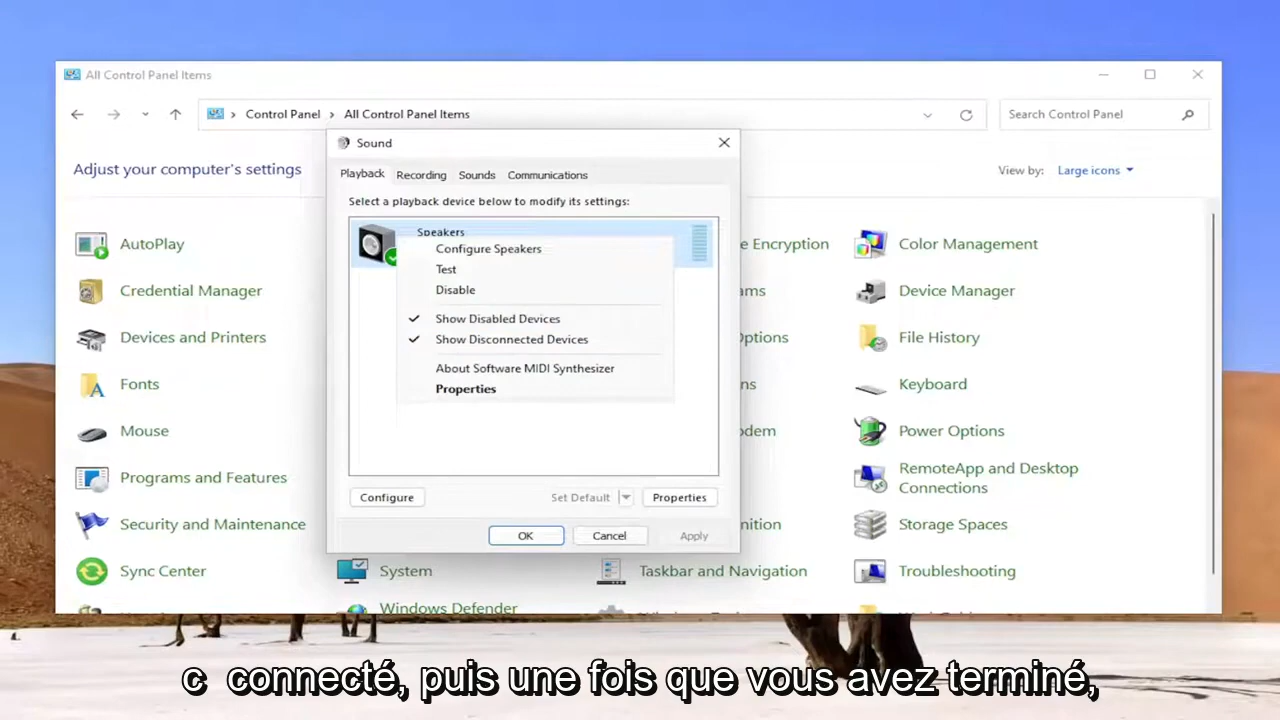 All Control Panel Items
Control Panel > All Control Panel Items
Search Control Panel
Adjust your computer's settings
View by: Large icons
Sound
Playback Recording Sounds Communications
Select a playback device below to modify its settings:
Speakers
Configure Speakers
Test
Disable
Show Disabled Devices
Show Disconnected Devices
About Software MIDI Synthesizer
Properties
Configure Set Default Properties
OK Cancel Apply
AutoPlay
Encryption
Color Management
Credential Manager
Device Manager
Devices and Printers
File History
Fonts
Keyboard
Mouse
Power Options
Programs and Features
RemoteApp and Desktop
Connections
Security and Maintenance
Storage Spaces
Sync Center
System
Taskbar and Navigation
Troubleshooting
Windows Defender
c connecté, puis une fois que vous avez terminé,